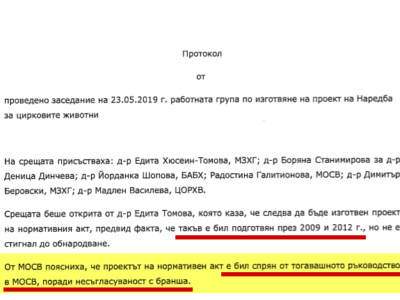 Протокол
от
проведено заседание на 23.05.2019 г. работната група по изготвяне на проект на Наредба
за цирковите животни
На срещата присъстваха: д-р Едита Хюсеин-Томова, МЗХГ; д-р Боряна Станимирова за д-р
Деница Динчева; д-р Йорданка Шопова, БАБХ; Радостина Галитионова, МОСВ; д-р Димитър
Беровски, МЗХГ; д-р Мадлен Василева, ЦОРХВ.
Срещата беше открита от д-р Едита Томова, която каза, че следва да бъде изготвен проект
на нормативния акт, предвид факта, че такъв е бил подготвян през 2009 и 2012 г., но не е
стигнал до обнародване.
От МОСВ поясниха, че проектът на нормативен акт е бил спрян от тогавашното ръководство
в МОСВ, поради несъгласуваност с бранша.